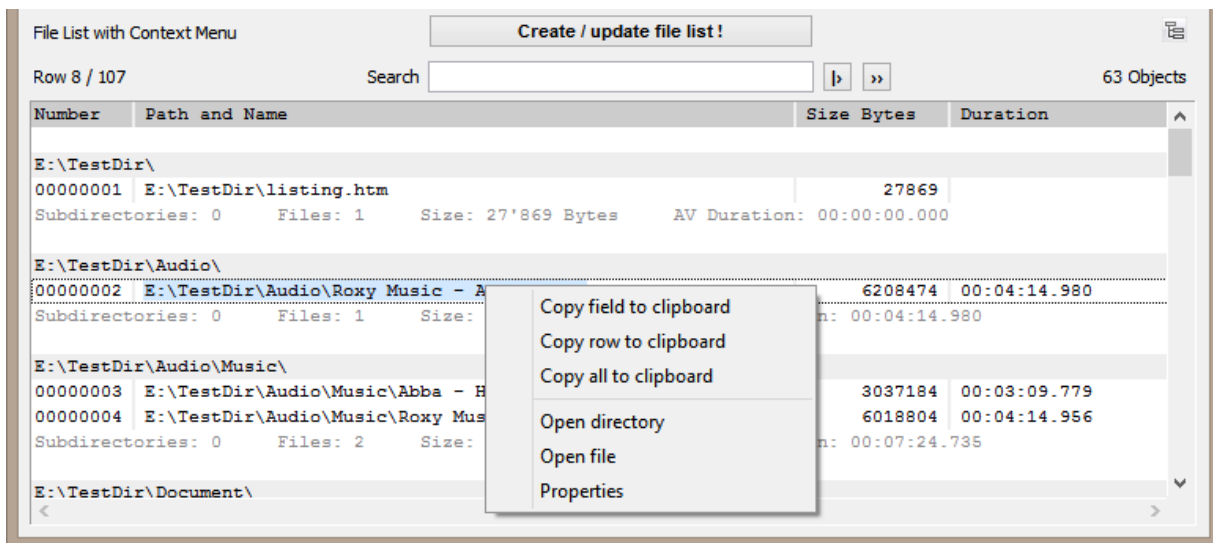 File List with Context Menu Create / update file list !
Row 8 / 107 Search 63 Objects
Number Path and Name Size Bytes Duration
E:\TestDir\
00000001 E:\TestDir\listing.htm 27869
Subdirectories: 0 Files: 1 Size: 27'869 Bytes AV Duration: 00:00:00.000
E:\TestDir\Audio\
00000002 E:\TestDir\Audio\Roxy Music - A 6208474 00:04:14.980
Subdirectories: 0 Files: 1 Size: n: 00:04:14.980
E:\TestDir\Audio\Music\
00000003 E:\TestDir\Audio\Music\Abba - H 3037184 00:03:09.779
00000004 E:\TestDir\Audio\Music\Roxy Mus 6018804 00:04:14.956
Subdirectories: 0 Files: 2 Size: n: 00:07:24.735
E:\TestDir\Document\
Copy field to clipboard
Copy row to clipboard
Copy all to clipboard
Open directory
Open file
Properties